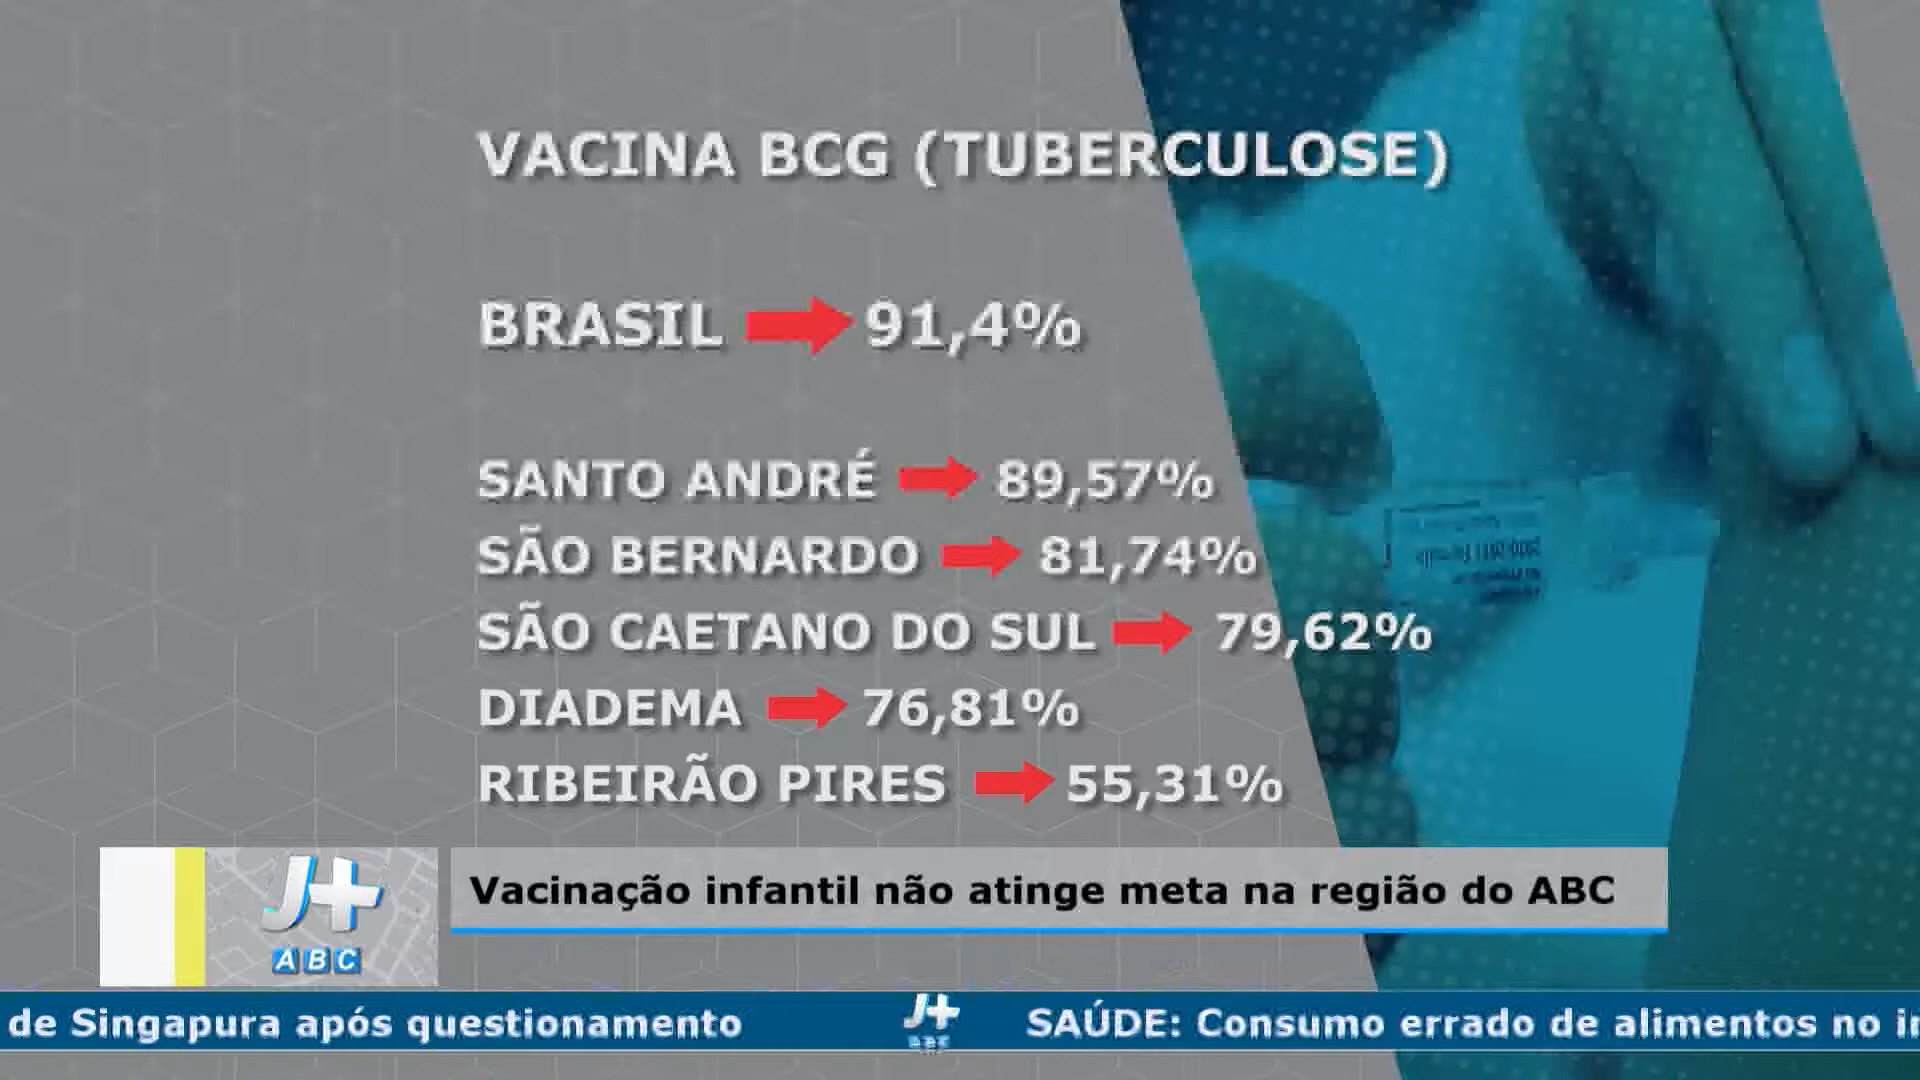 VACINA BCG (TUBERCULOSE)
BRASIL 91,4%
SANTO ANDRÉ 89,57%
SÃO BERNARDO 81,74%
SÃO CAETANO DO SUL 79,62%
DIADEMA 76,81%
RIBEIRÃO PIRES 55,31%
J+
ABC
Vacinação infantil não atinge meta na região do ABC
de Singapura após questionamento
J+
ABC
SAÚDE: Consumo errado de alimentos no